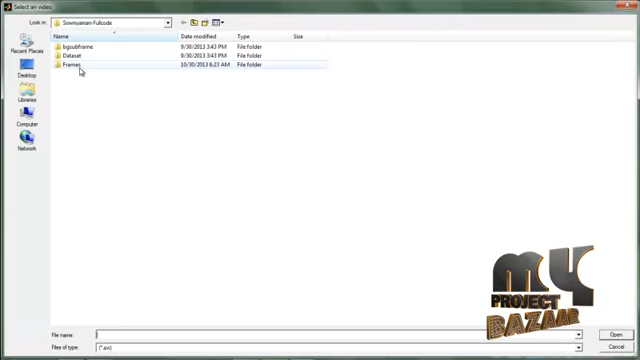 Select an video
Look in: Sowmyaman-Fullcode
Name Date modified Type Size
bgsubframe 9/30/2013 3:43 PM File folder
Dataset 9/30/2013 3:43 PM File folder
Frames 10/30/2013 6:23 AM File folder
Recent Places
Desktop
Libraries
Computer
Network
my
PROJECT
BAZAAR
File name: Open
Files of type: (*.avi) Cancel